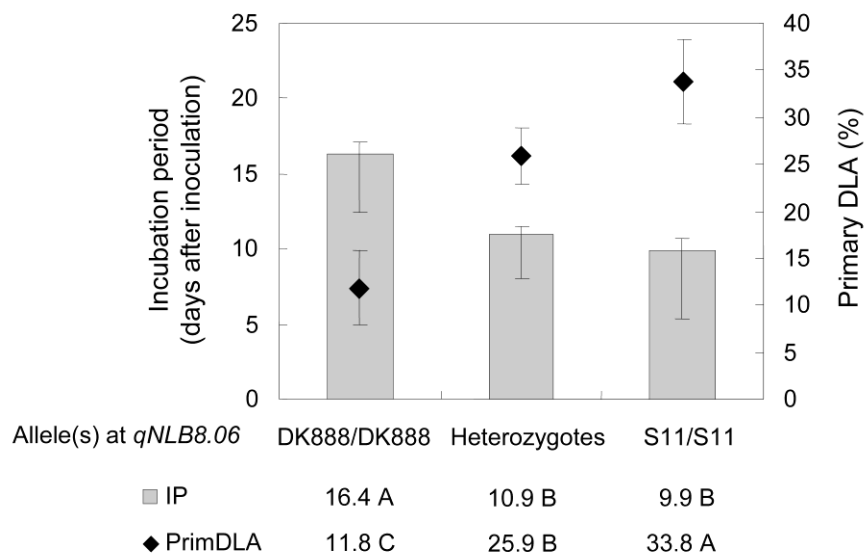 25
20
15
10
5
0
Incubation period
(days after inoculation)
40
35
30
25
20
15
10
5
0
Primary DLA (%)
Allele(s) at qNLB8.06 DK888/DK888 Heterozygotes S11/S11
IP 16.4 A 10.9 B 9.9 B
PrimDLA 11.8 C 25.9 B 33.8 A